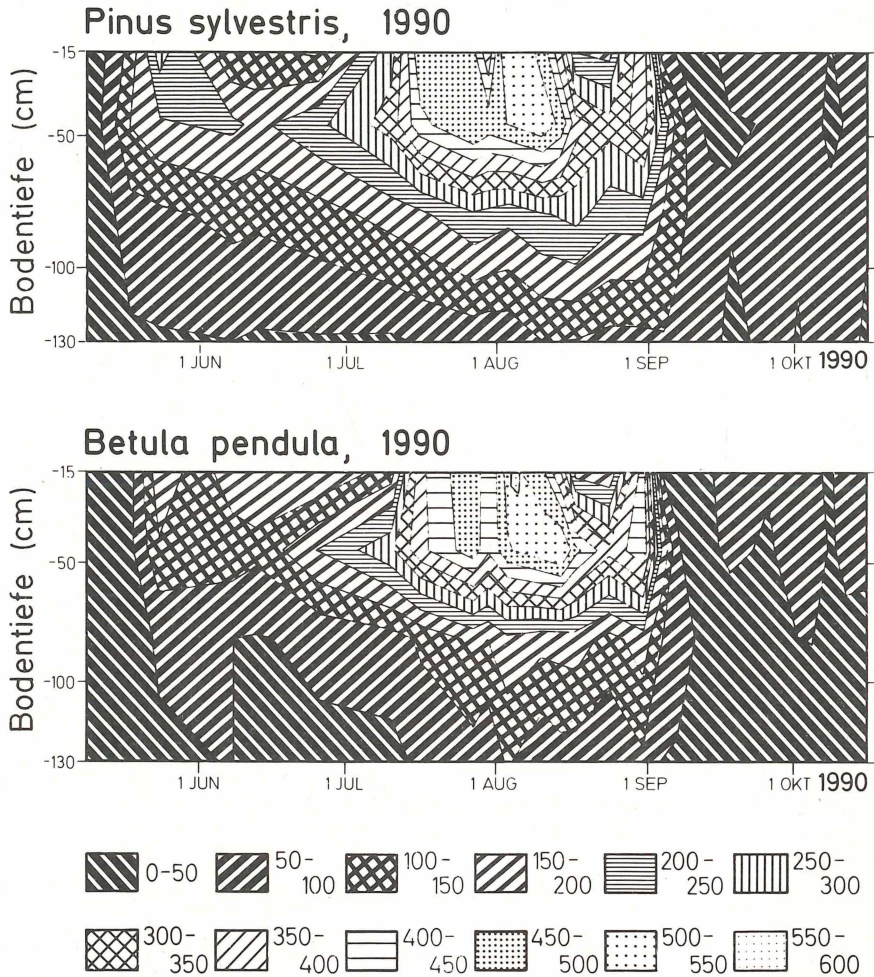 Pinus sylvestris, 1990
Bodentiefe (cm)
-15
-50
-100
-130
1 JUN
1 JUL
1 AUG
1 SEP
1 OKT 1990
Betula pendula, 1990
Bodentiefe (cm)
-15
-50
-100
-130
1 JUN
1 JUL
1 AUG
1 SEP
1 OKT 1990
0-50
50-
100
100-
150
150-
200
200-
250
250-
300
300-
350
350-
400
400-
450
450-
500
500-
550
550-
600